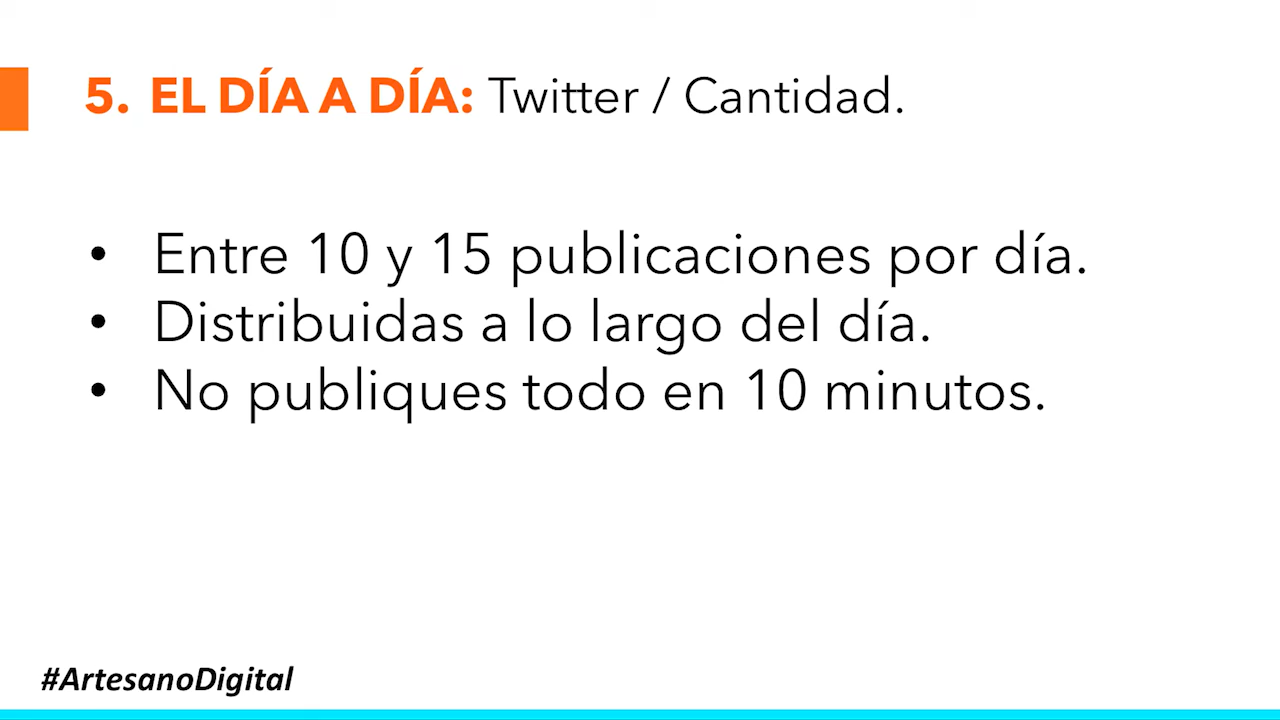 5. EL DÍA A DÍA: Twitter / Cantidad.
• Entre 10 y 15 publicaciones por día.
• Distribuidas a lo largo del día.
• No publiques todo en 10 minutos.
#ArtesanoDigital